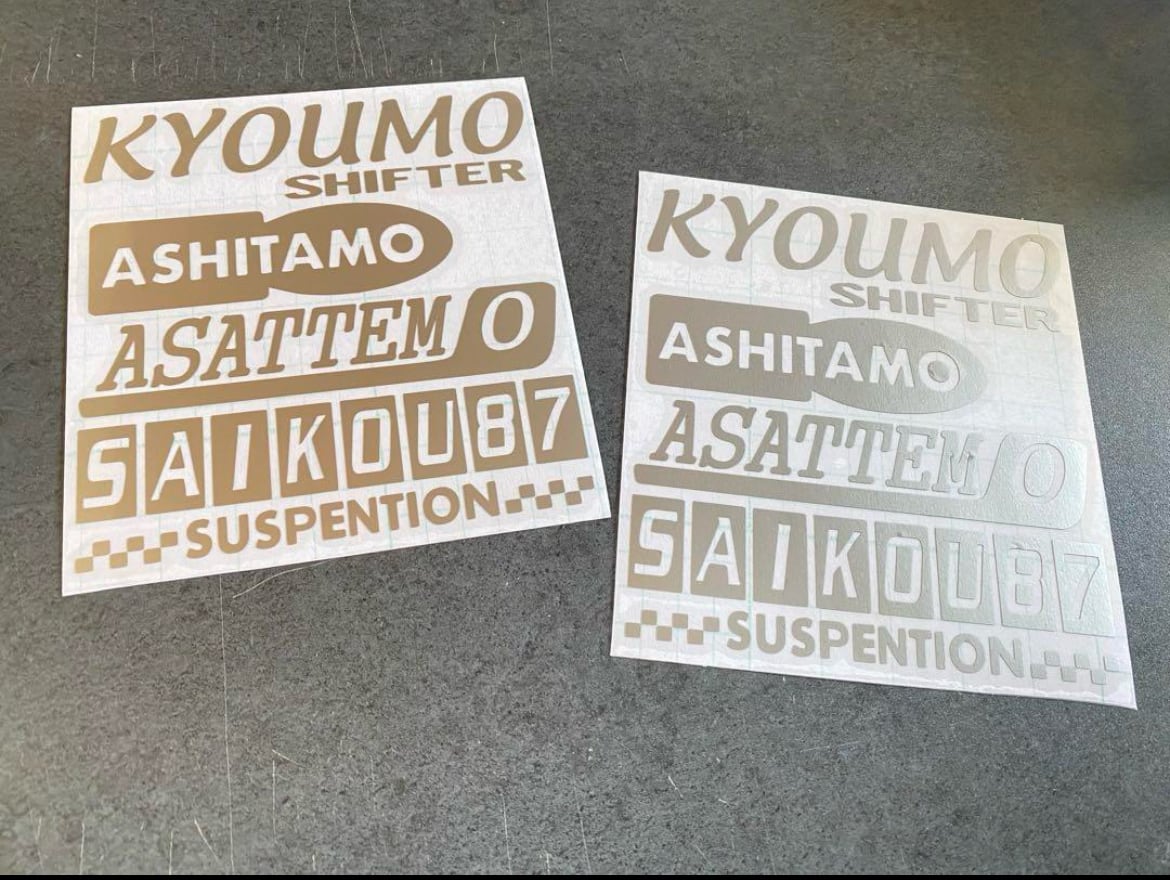 KYOUMO
SHIFTER
ASHITAMO
ASATTEMO
SAIKOU87
SUSPENTION
KYOUMO
SHIFTER
ASHITAMO
ASATTEMO
SAIKOU87
SUSPENTION